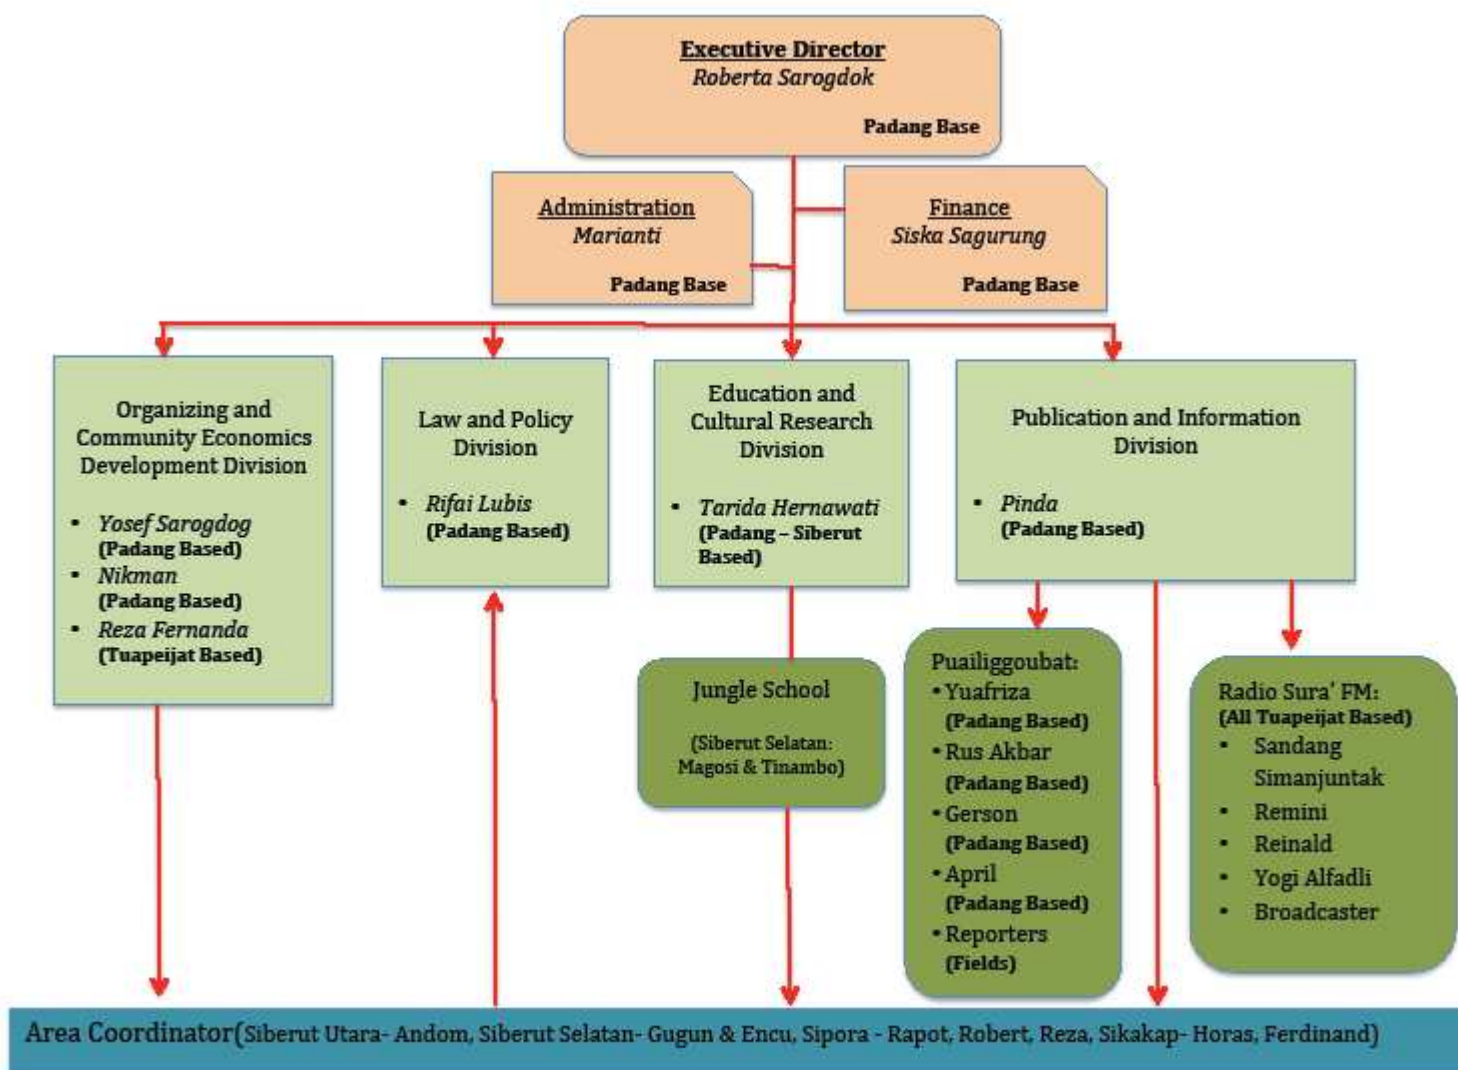 Executive Director
Roberta Sarogdok
Padang Base
Administration
Marianti
Padang Base
Finance
Siska Sagurung
Padang Base
Organizing and
Community Economics
Development Division
• Yosef Sarogdog
(Padang Based)
• Nikman
(Padang Based)
• Reza Fernanda
(Tuapeijat Based)
Law and Policy
Division
• Rifai Lubis
(Padang Based)
Education and
Cultural Research
Division
• Tarida Hernawati
(Padang – Siberut
Based)
Publication and Information
Division
• Pinda
(Padang Based)
Jungle School
(Siberut Selatan:
Magosi & Tinambo)
Puailiggoubat:
• Yuafriza
(Padang Based)
• Rus Akbar
(Padang Based)
• Gerson
(Padang Based)
• April
(Padang Based)
• Reporters
(Fields)
Radio Sura' FM:
(All Tuapeijat Based)
• Sandang
Simanjuntak
• Remini
• Reinald
• Yogi Alfadli
• Broadcaster
Area Coordinator(Siberut Utara- Andom, Siberut Selatan- Gugun & Encu, Sipora - Rapot, Robert, Reza, Sikakap- Horas, Ferdinand)